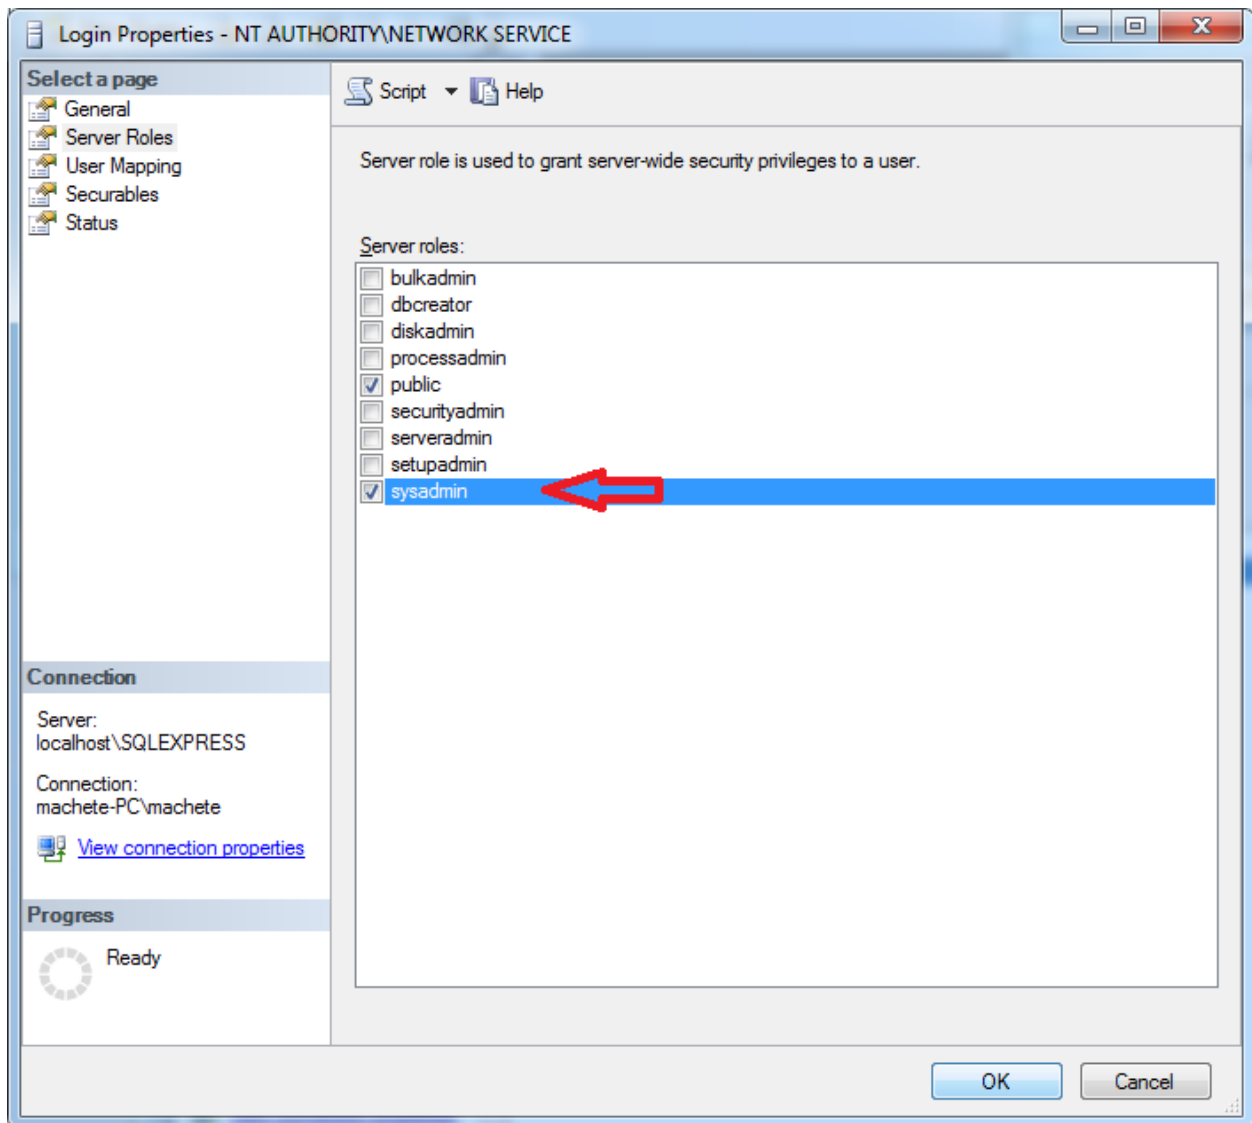 Login Properties - NT AUTHORITY\NETWORK SERVICE
Select a page
General
Server Roles
User Mapping
Securables
Status
Script
Help
Server role is used to grant server-wide security privileges to a user.
Server roles:
bulkadmin
dbcreator
diskadmin
processadmin
public
securityadmin
serveradmin
setupadmin
sysadmin
Connection
Server:
localhost\SQLEXPRESS
Connection:
machete-PC\machete
View connection properties
Progress
Ready
OK
Cancel